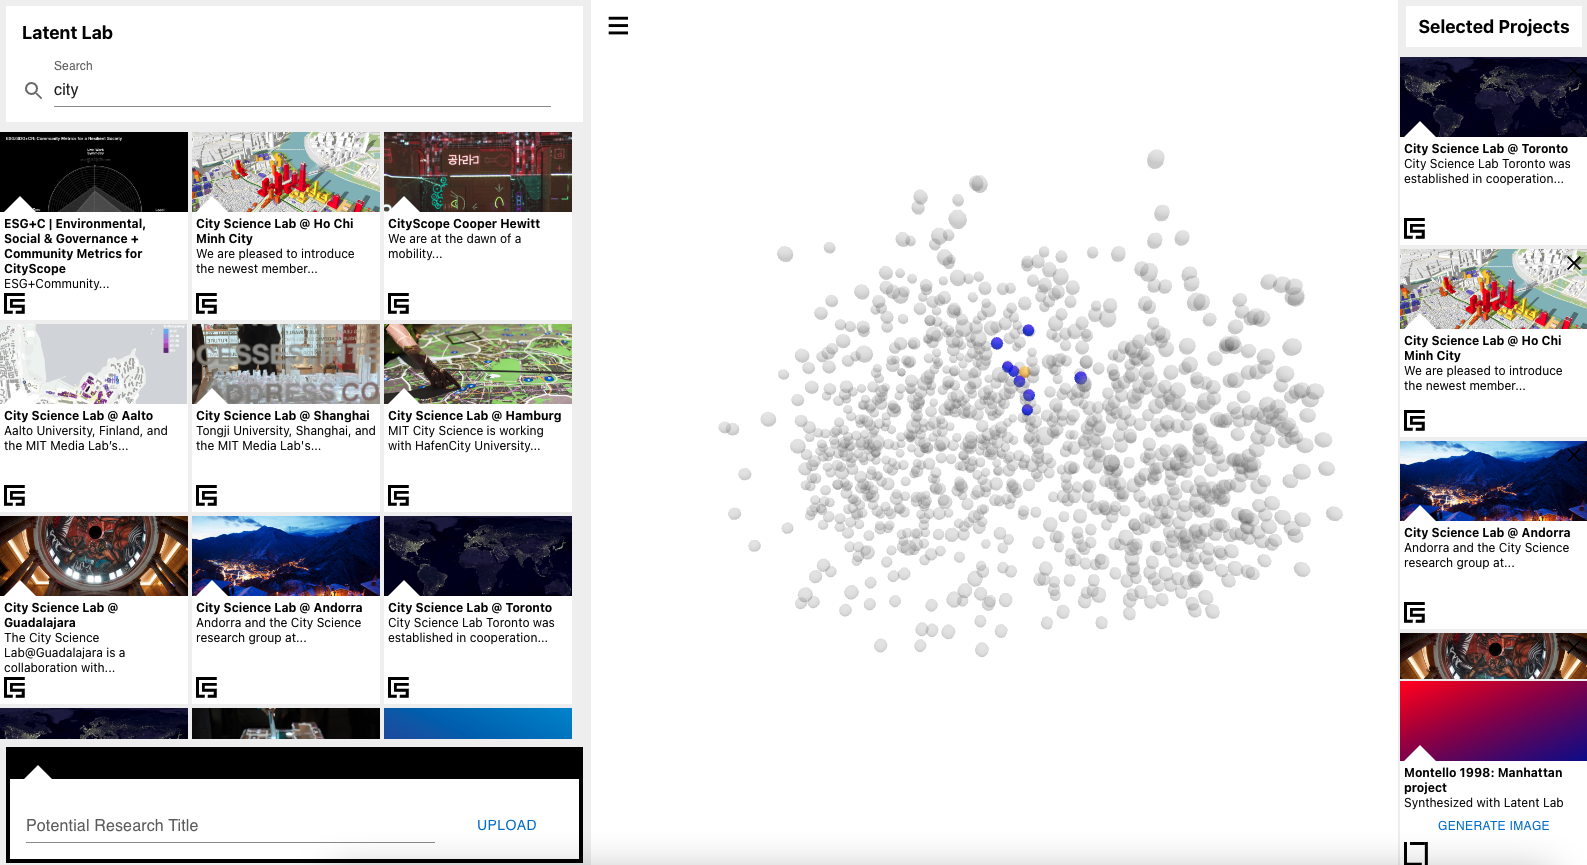 Latent Lab
Search
city
ESG+C | Environmental,
Social & Governance +
Community Metrics for
CityScope
ESG+Community...
City Science Lab @ Ho Chi
Minh City
We are pleased to introduce
the newest member...
공각
CityScope Cooper Hewitt
We are at the dawn of a
mobility...
City Science Lab @ Aalto
Aalto University, Finland, and
the MIT Media Lab's...
City Science Lab @ Shanghai
Tongji University, Shanghai, and
the MIT Media Lab's...
City Science Lab @ Hamburg
MIT City Science is working
with HafenCity University...
City Science Lab @
Guadalajara
The City Science
Lab@Guadalajara is a
collaboration with...
City Science Lab @ Andorra
Andorra and the City Science
research group at...
City Science Lab @ Toronto
City Science Lab Toronto was
established in cooperation...
Potential Research Title
UPLOAD
Selected Projects
City Science Lab @ Toronto
City Science Lab Toronto was
established in cooperation...
City Science Lab @ Ho Chi
Minh City
We are pleased to introduce
the newest member...
City Science Lab @ Andorra
Andorra and the City Science
research group at...
Montello 1998: Manhattan
project
Synthesized with Latent Lab
GENERATE IMAGE